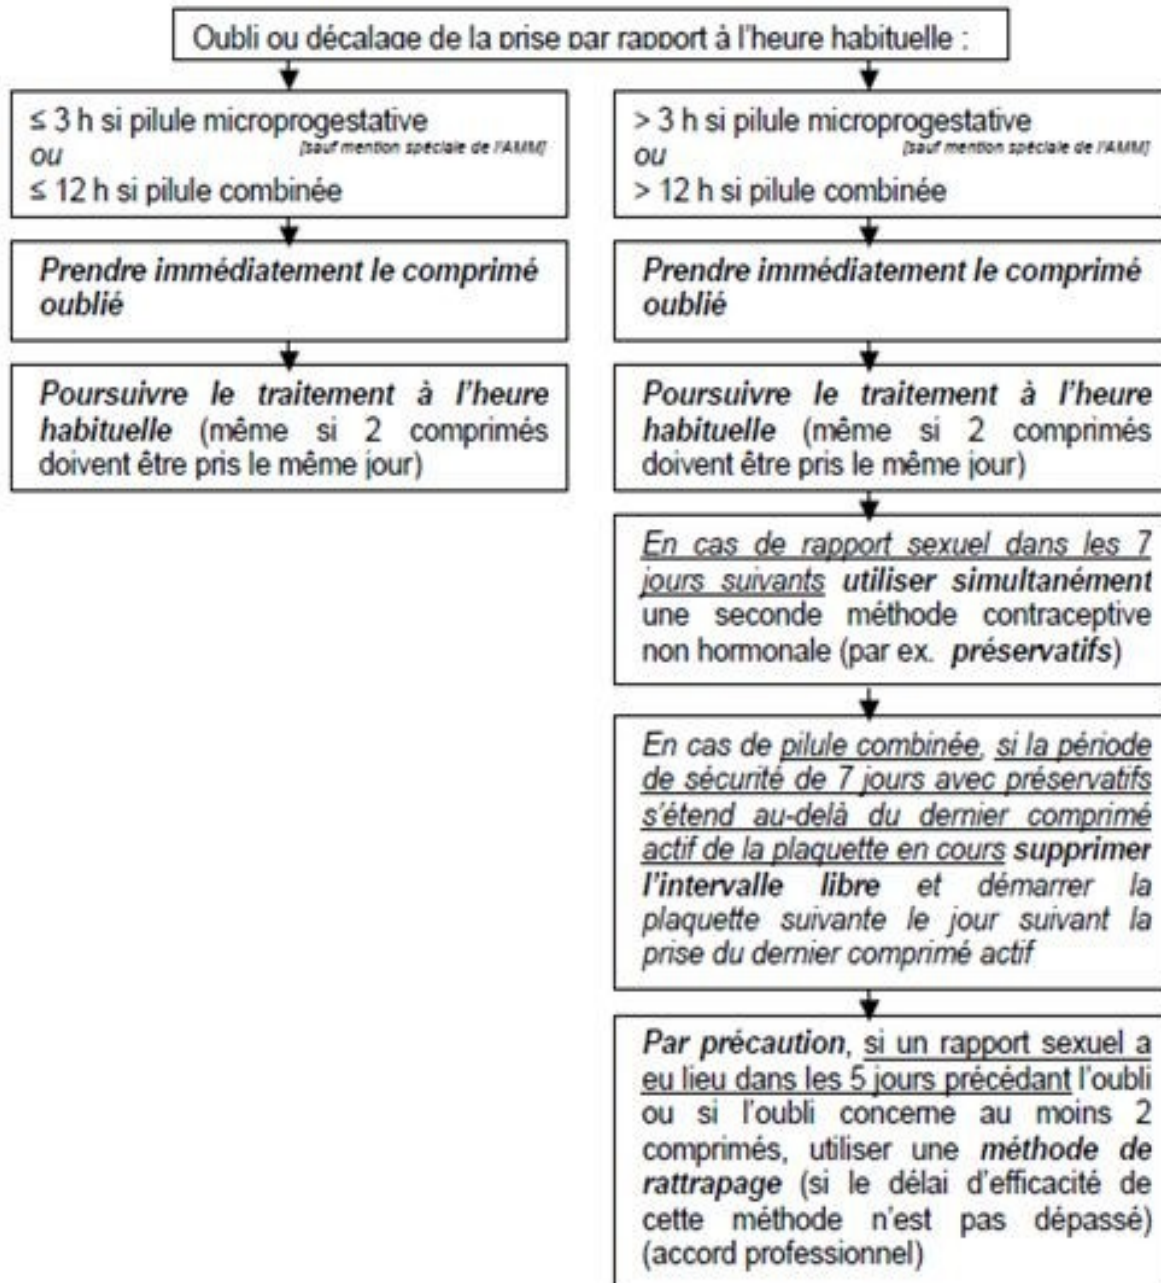 Oubli ou décalage de la prise par rapport à l'heure habituelle :
≤ 3 h si pilule microprogestative
[sauf mention spéciale de l'AMM]
ou
≤ 12 h si pilule combinée
Prendre immédiatement le comprimé
oublié
Poursuivre le traitement à l'heure
habituelle (même si 2 comprimés
doivent être pris le même jour)
> 3 h si pilule microprogestative
[sauf mention spéciale de l'AMM]
ou
> 12 h si pilule combinée
Prendre immédiatement le comprimé
oublié
Poursuivre le traitement à l'heure
habituelle (même si 2 comprimés
doivent être pris le même jour)
En cas de rapport sexuel dans les 7
jours suivants utiliser simultanément
une seconde méthode contraceptive
non hormonale (par ex. préservatifs)
En cas de pilule combinée, si la période
de sécurité de 7 jours avec préservatifs
s'étend au-delà du dernier comprimé
actif de la plaquette en cours supprimer
l'intervalle libre et démarrer la
plaquette suivante le jour suivant la
prise du dernier comprimé actif
Par précaution, si un rapport sexuel a
eu lieu dans les 5 jours précédant l'oubli
ou si l'oubli concerne au moins 2
comprimés, utiliser une méthode de
rattrapage (si le délai d'efficacité de
cette méthode n'est pas dépassé)
(accord professionnel)